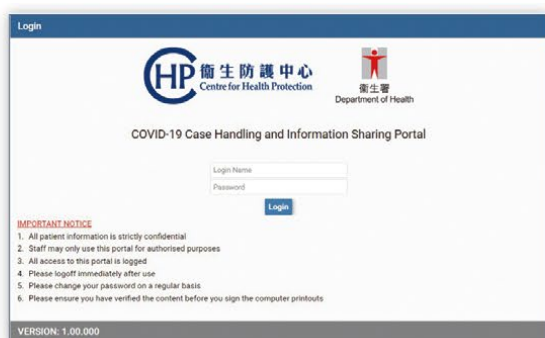 Login
CHP 衞生防護中心
Centre for Health Protection
衞生署
Department of Health
COVID-19 Case Handling and Information Sharing Portal
Login Name
Password
Login
IMPORTANT NOTICE
1. All patient information is strictly confidential
2. Staff may only use this portal for authorised purposes
3. All access to this portal is logged
4. Please logoff immediately after use
5. Please change your password on a regular basis
6. Please ensure you have verified the content before you sign the computer printouts
VERSION: 1.00.000